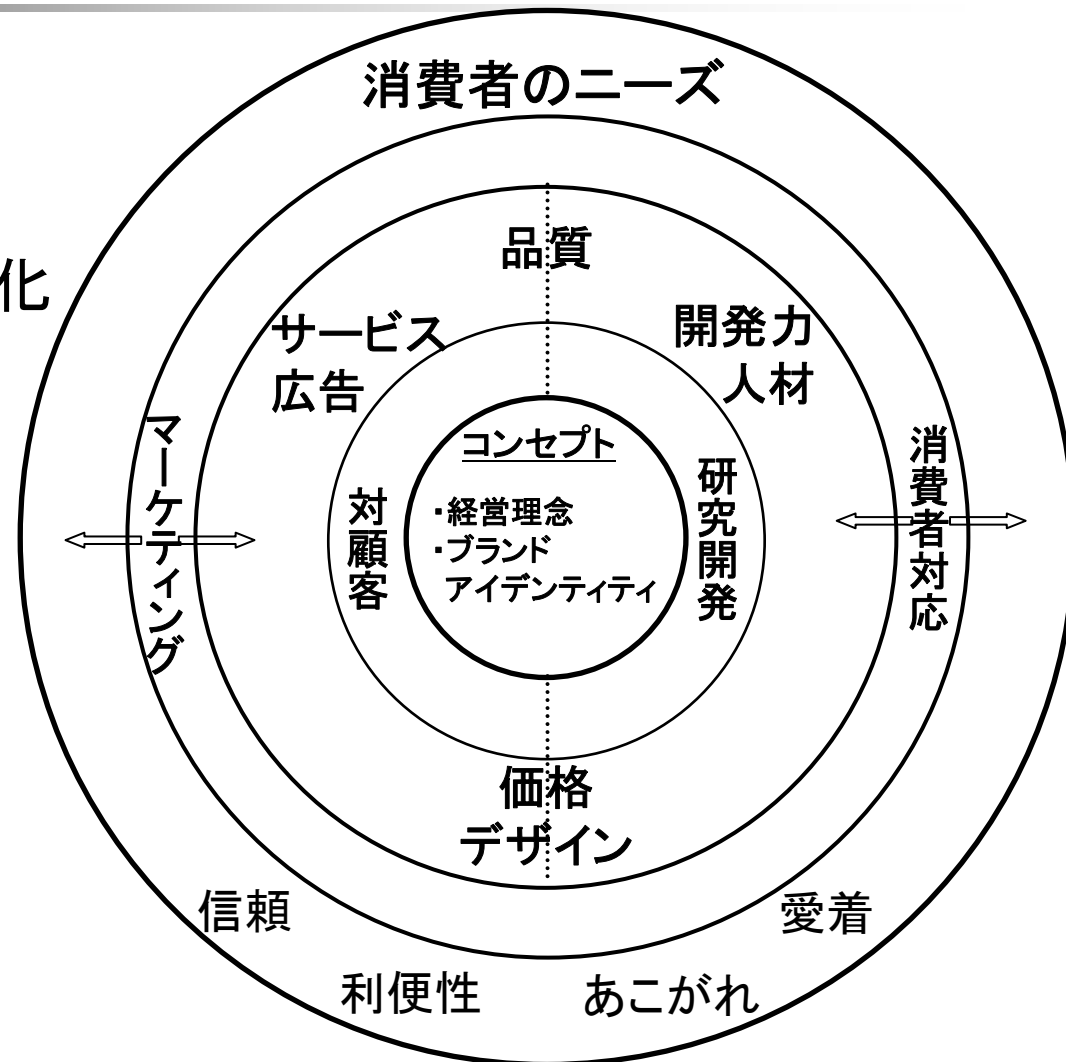 消費者のニーズ
化
品質
サービス
広告
開発力
人材
マーケティング
対顧客
コンセプト
・経営理念
・ブランド
アイデンティティ
研究開発
消費者対応
価格
デザイン
信頼
愛着
利便性
あこがれ